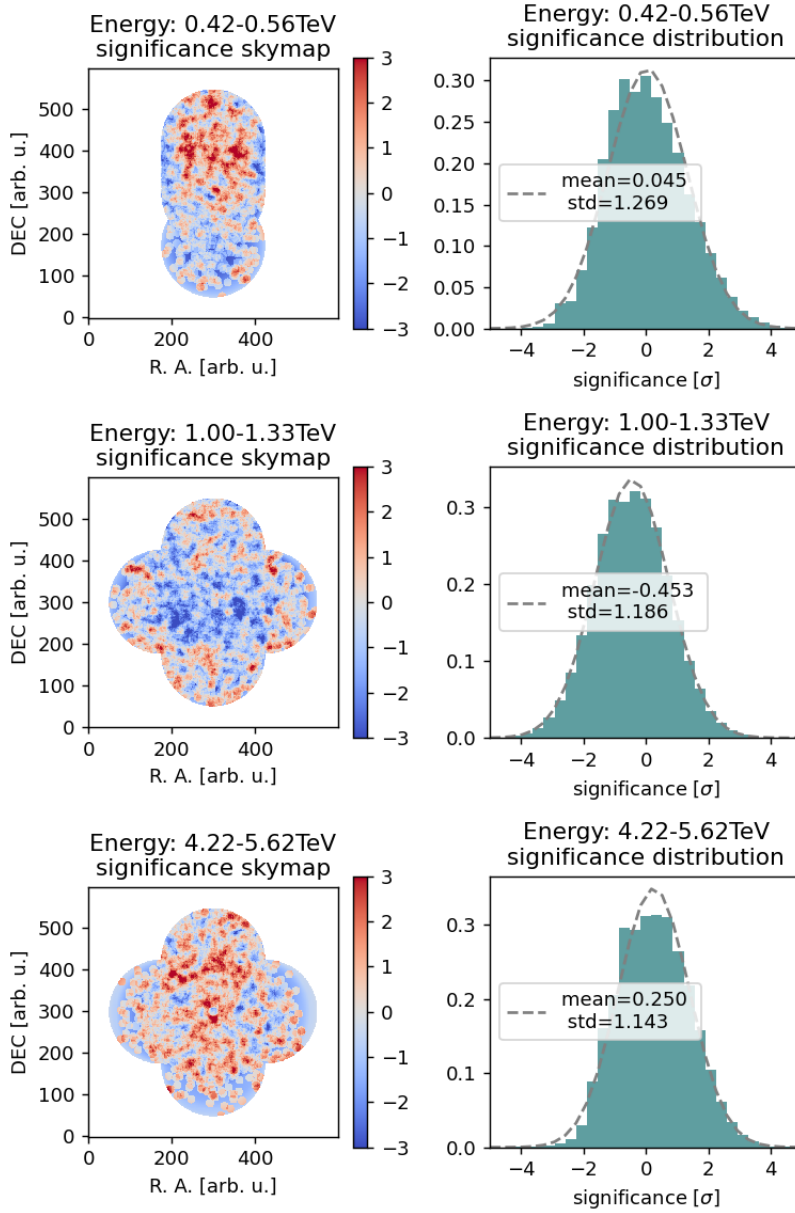 Energy: 0.42-0.56TeV
significance skymap
DEC [arb. u.]
500
400
300
200
100
0
0
200
400
R. A. [arb. u.]
3
2
1
0
−1
−2
−3
Energy: 0.42-0.56TeV
significance distribution
0.30
0.25
0.20
0.15
0.10
0.05
0.00
mean=0.045
std=1.269
−4
−2
0
2
4
significance [σ]
Energy: 1.00-1.33TeV
significance skymap
DEC [arb. u.]
500
400
300
200
100
0
0
200
400
R. A. [arb. u.]
3
2
1
0
−1
−2
−3
Energy: 1.00-1.33TeV
significance distribution
0.3
0.2
0.1
0.0
mean=-0.453
std=1.186
−4
−2
0
2
4
significance [σ]
Energy: 4.22-5.62TeV
significance skymap
DEC [arb. u.]
500
400
300
200
100
0
0
200
400
R. A. [arb. u.]
3
2
1
0
−1
−2
−3
Energy: 4.22-5.62TeV
significance distribution
0.3
0.2
0.1
0.0
mean=0.250
std=1.143
−4
−2
0
2
4
significance [σ]